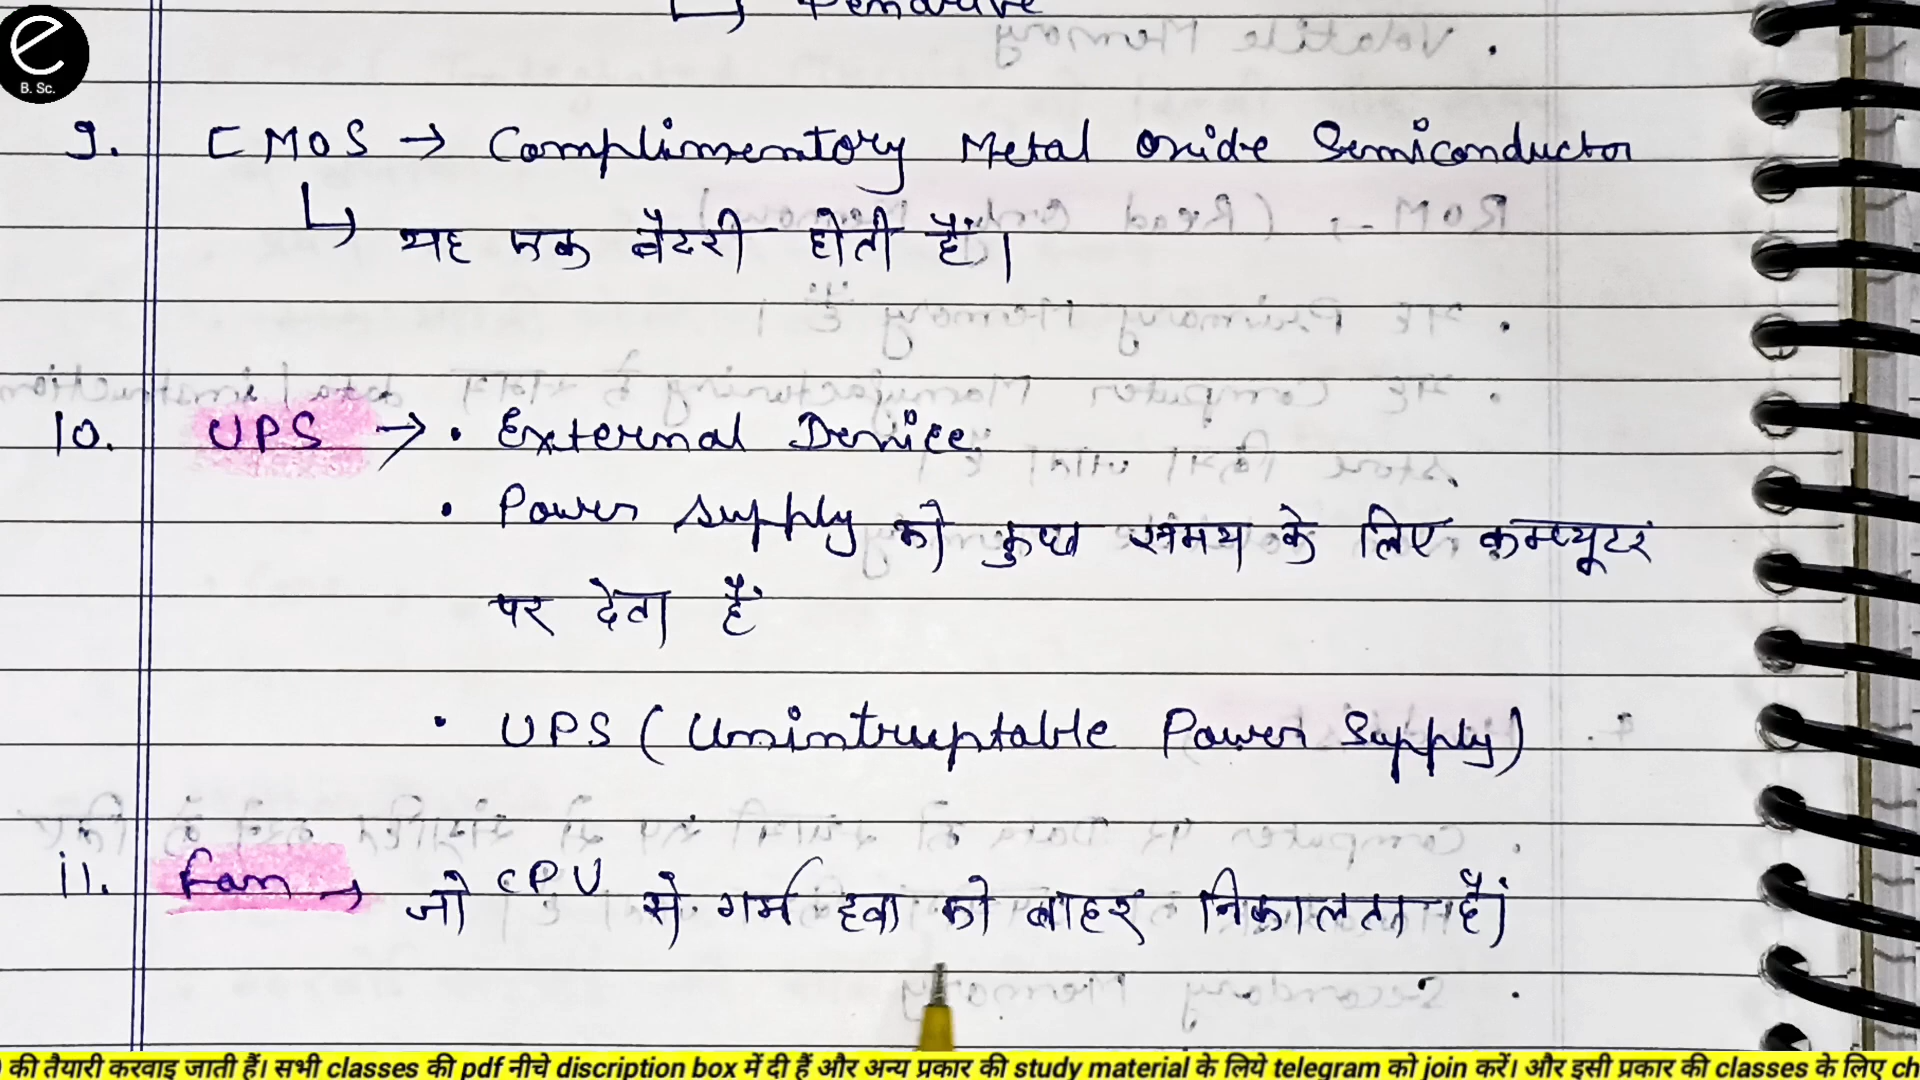 e
B. Sc.
Pendrive
9. CMOS → Complimentory Metal Oxide Semiconductor
यह एक बैटरी होती है।
10. UPS → • External Device.
• Power supply को कुछ समय के लिए कम्प्यूटर
पर देता है
• UPS (Unintruptable Power Supply)
11. Fan → जो CPU से गर्म हवा को बाहर निकालता है।
की तैयारी करवाइ जाती हैं। सभी classes की pdf नीचे discription box में दी हैं और अन्य प्रकार की study material के लिये telegram को join करें। और इसी प्रकार की classes के लिए ch